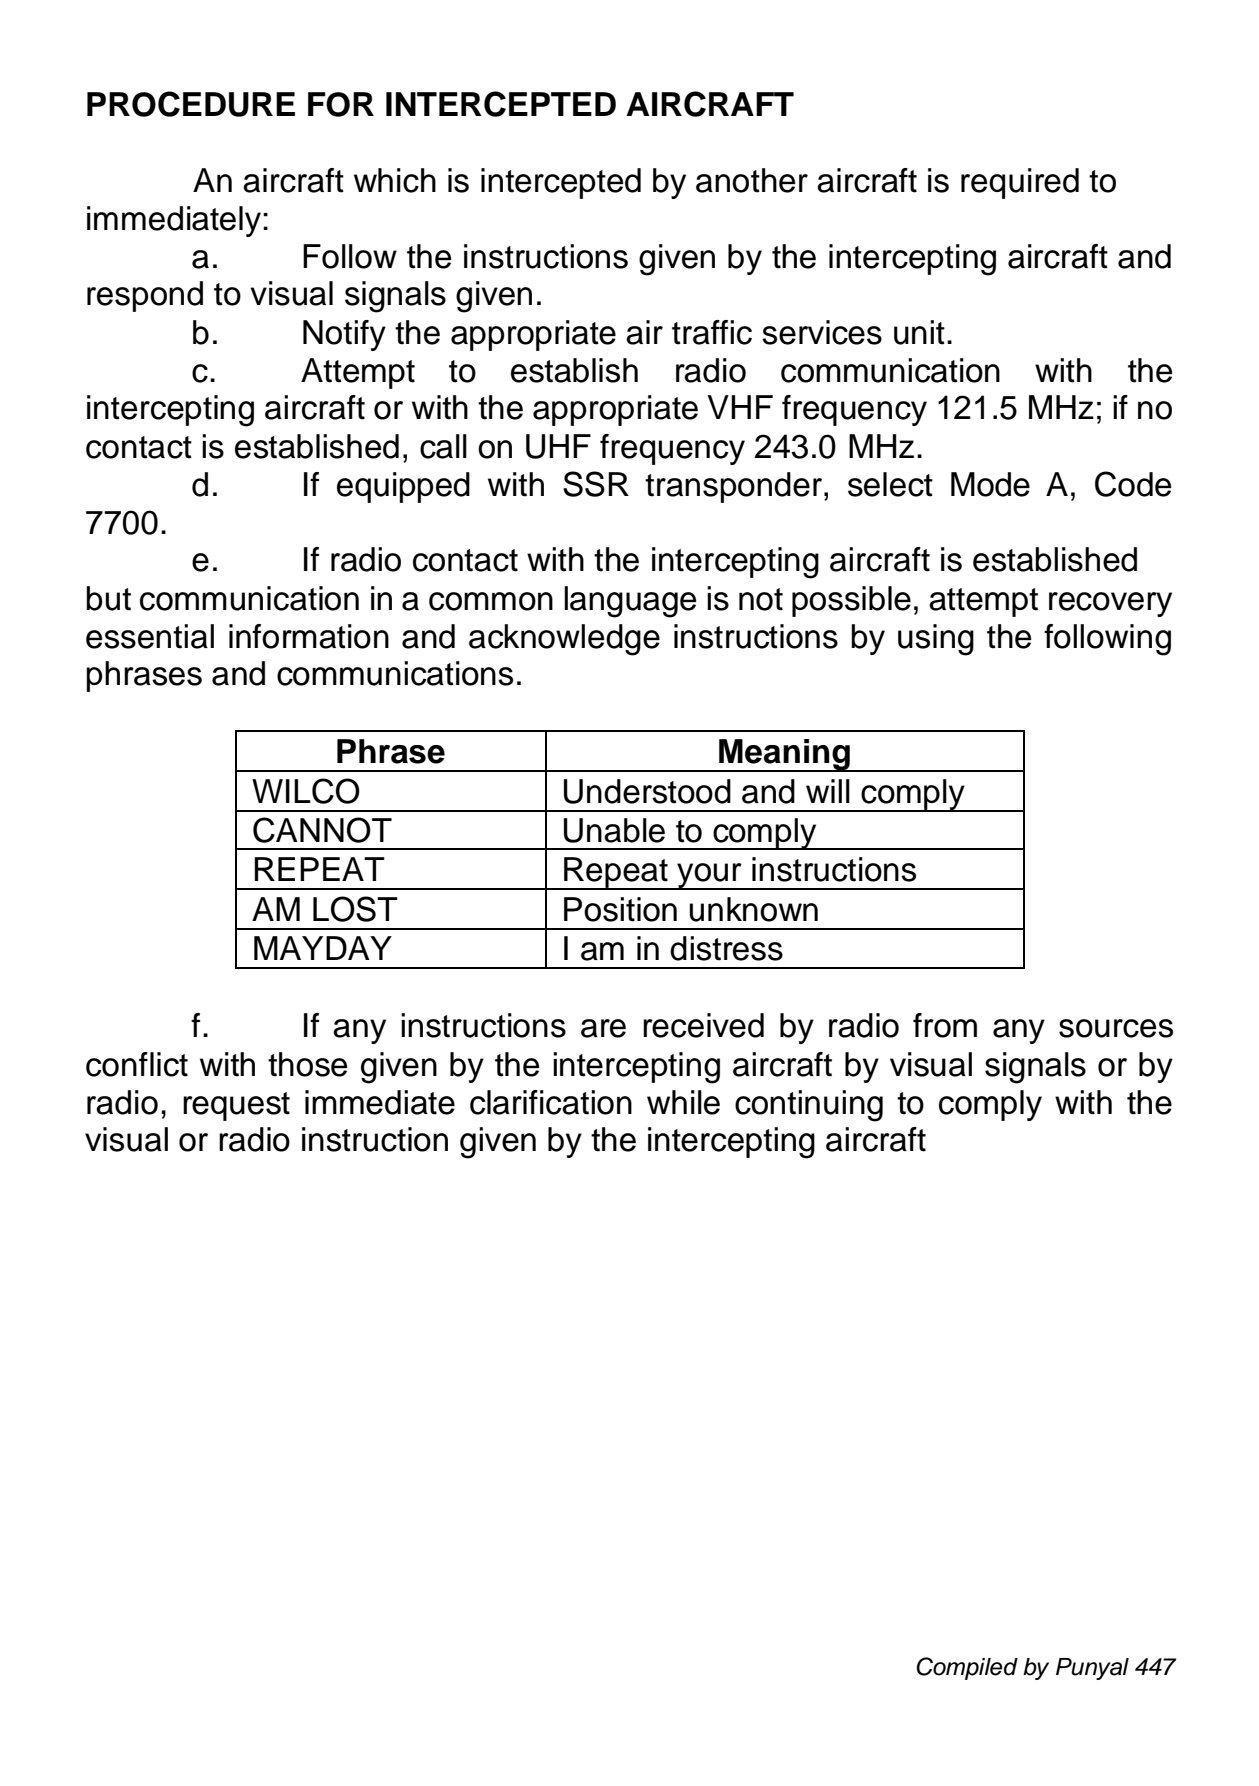 PROCEDURE FOR INTERCEPTED AIRCRAFT
An aircraft which is intercepted by another aircraft is required to
immediately:
a. Follow the instructions given by the intercepting aircraft and
respond to visual signals given.
b. Notify the appropriate air traffic services unit.
c. Attempt to establish radio communication with the
intercepting aircraft or with the appropriate VHF frequency 121.5 MHz; if no
contact is established, call on UHF frequency 243.0 MHz.
d. If equipped with SSR transponder, select Mode A, Code
7700.
e. If radio contact with the intercepting aircraft is established
but communication in a common language is not possible, attempt recovery
essential information and acknowledge instructions by using the following
phrases and communications.
Phrase Meaning
WILCO Understood and will comply
CANNOT Unable to comply
REPEAT Repeat your instructions
AM LOST Position unknown
MAYDAY I am in distress
f. If any instructions are received by radio from any sources
conflict with those given by the intercepting aircraft by visual signals or by
radio, request immediate clarification while continuing to comply with the
visual or radio instruction given by the intercepting aircraft
Compiled by Punyal 447